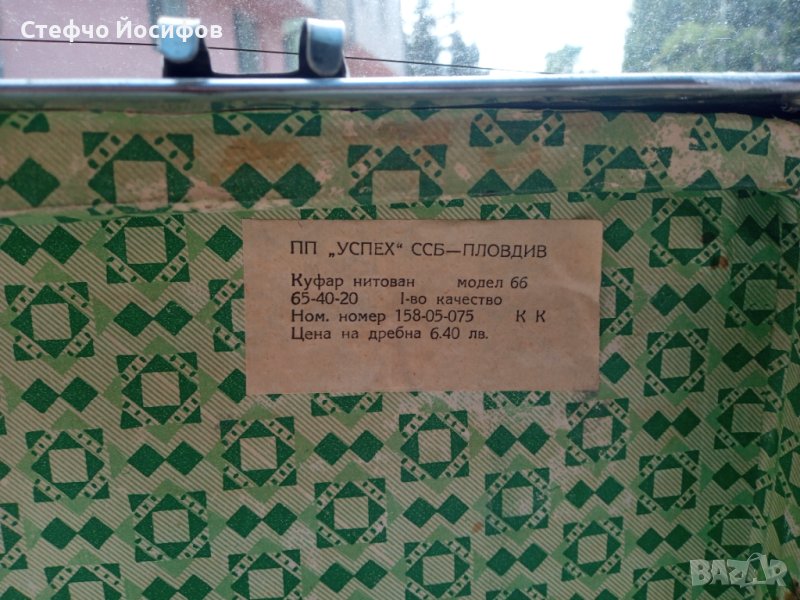 Стефчо Йосифов
ПП „УСПЕХ“ ССБ—ПЛОВДИВ
Куфар нитован модел 66
65-40-20 I-во качество
Ном. номер 158-05-075 К К
Цена на дребна 6.40 лв.
BAZAR